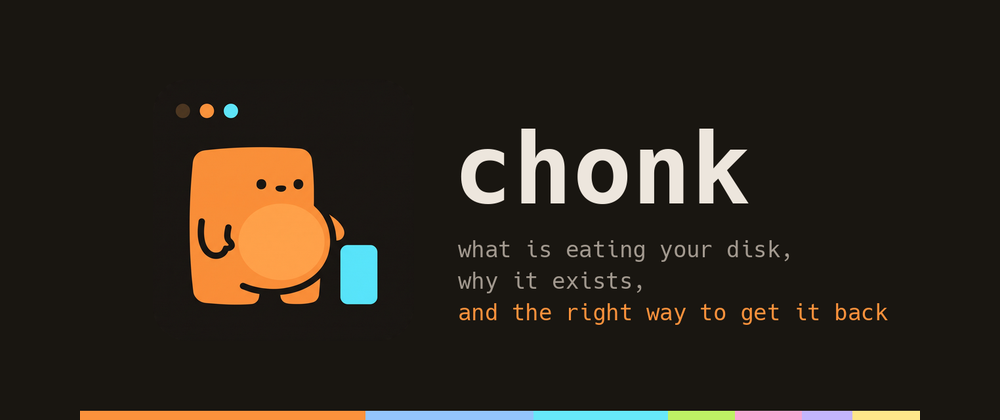 chonk
what is eating your disk,
why it exists,
and the right way to get it back